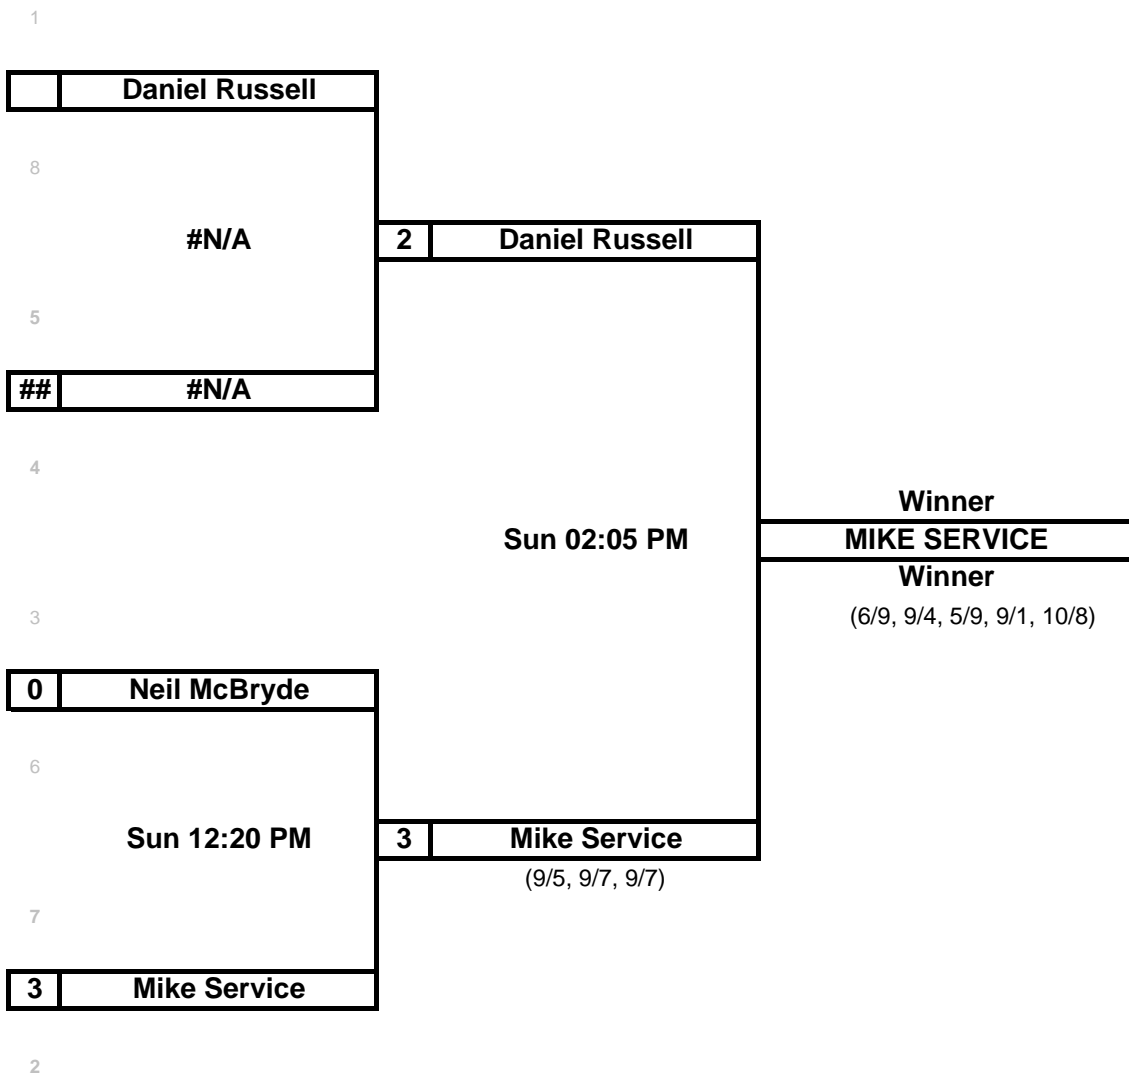 1
Daniel Russell
8
#N/A
2 Daniel Russell
5
## #N/A
4
Winner
Sun 02:05 PM MIKE SERVICE
Winner
3 (6/9, 9/4, 5/9, 9/1, 10/8)
0 Neil McBryde
6
Sun 12:20 PM 3 Mike Service
(9/5, 9/7, 9/7)
7
3 Mike Service
2